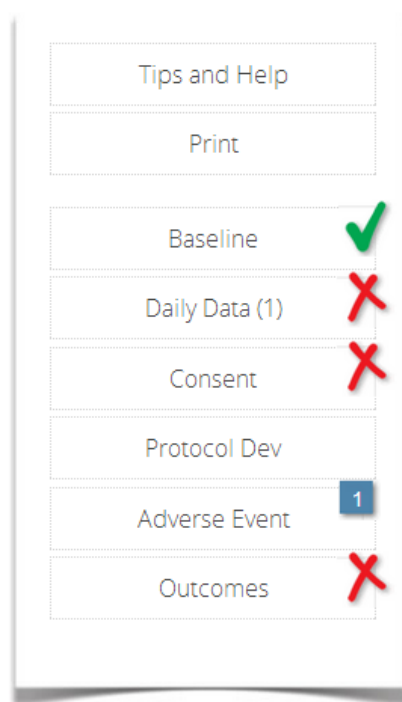 Tips and Help
Print
Baseline
Daily Data (1)
Consent
Protocol Dev
1
Adverse Event
Outcomes